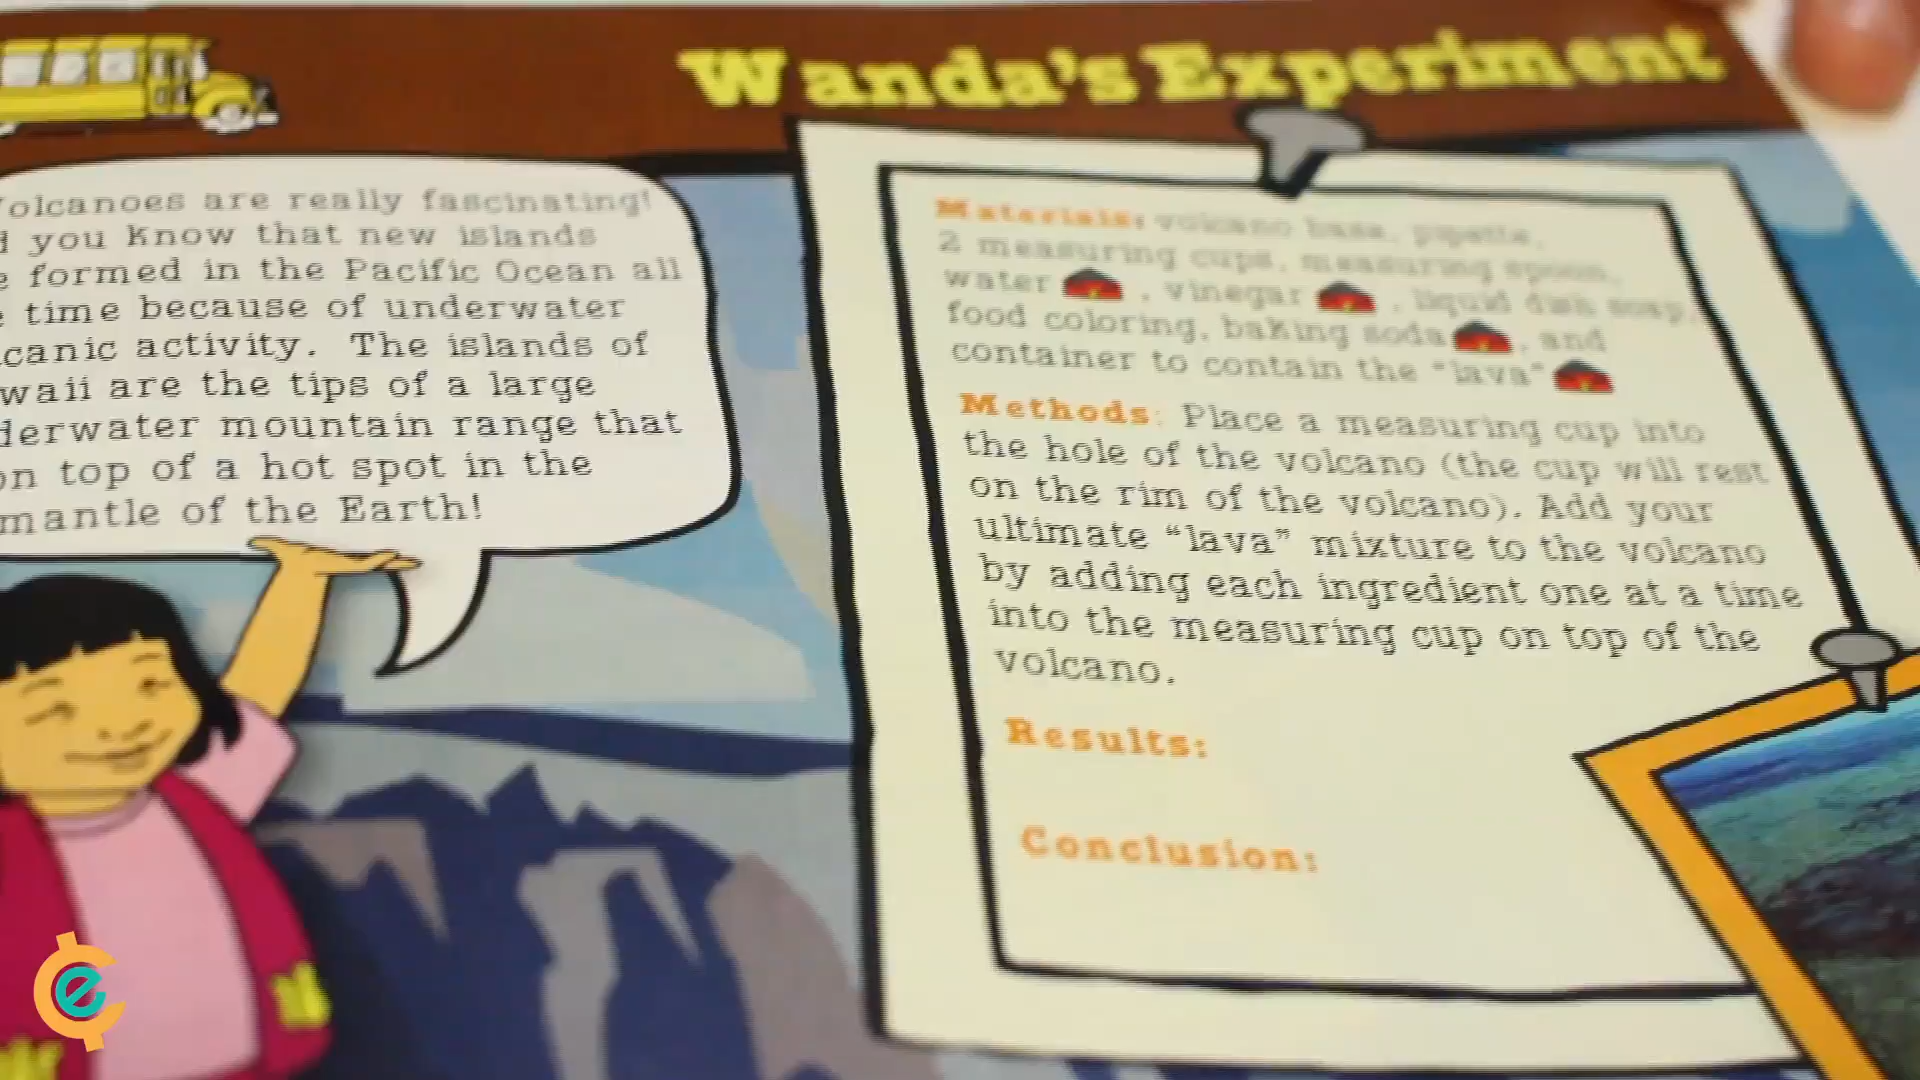 Wanda's Experiment
Volcanoes are really fascinating!
d you know that new islands
e formed in the Pacific Ocean all
e time because of underwater
canic activity. The islands of
waii are the tips of a large
derwater mountain range that
on top of a hot spot in the
mantle of the Earth!
Materials: volcano base, pipette,
2 measuring cups, measuring spoon,
water , vinegar , liquid dish soap,
food coloring, baking soda , and
container to contain the "lava"
Methods: Place a measuring cup into
the hole of the volcano (the cup will rest
on the rim of the volcano). Add your
ultimate “lava” mixture to the volcano
by adding each ingredient one at a time
into the measuring cup on top of the
volcano.
Results:
Conclusion:
e